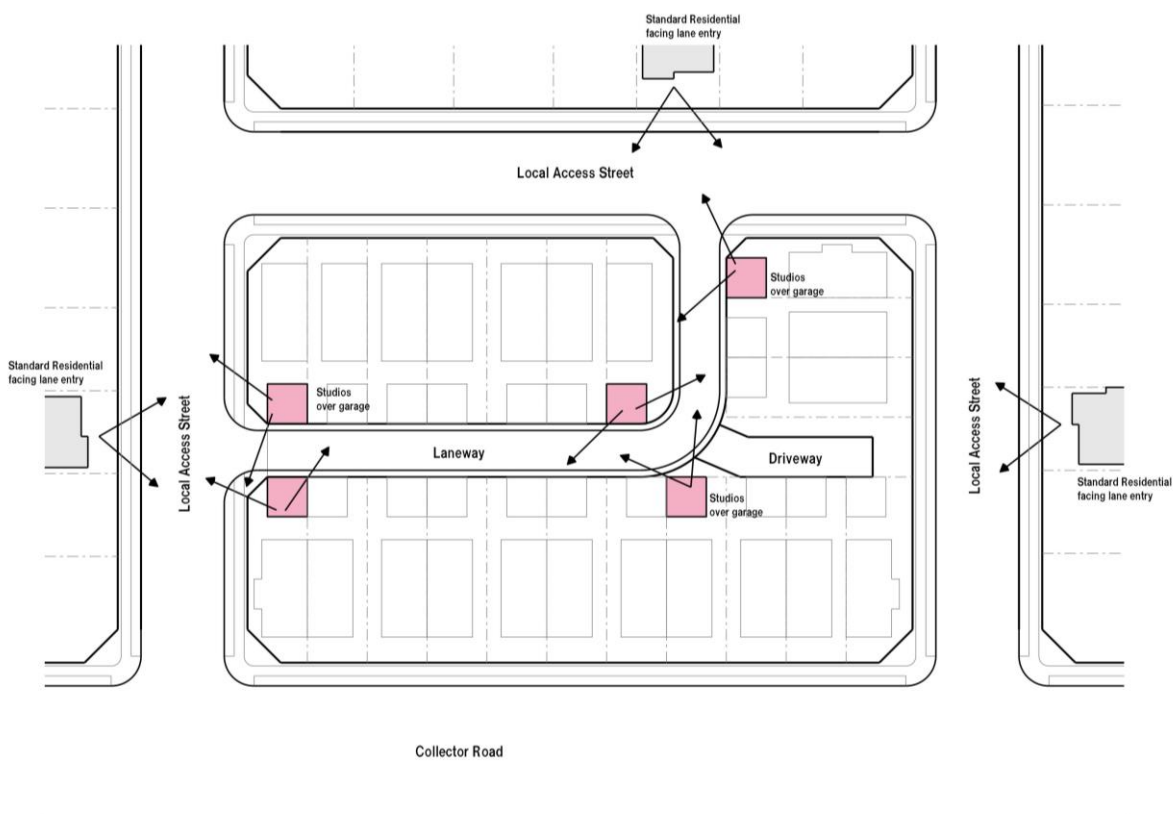 Standard Residential
facing lane entry
Local Access Street
Studios
over garage
Standard Residential
facing lane entry
Local Access Street
Studios
over garage
Laneway
Driveway
Studios
over garage
Local Access Street
Standard Residential
facing lane entry
Collector Road